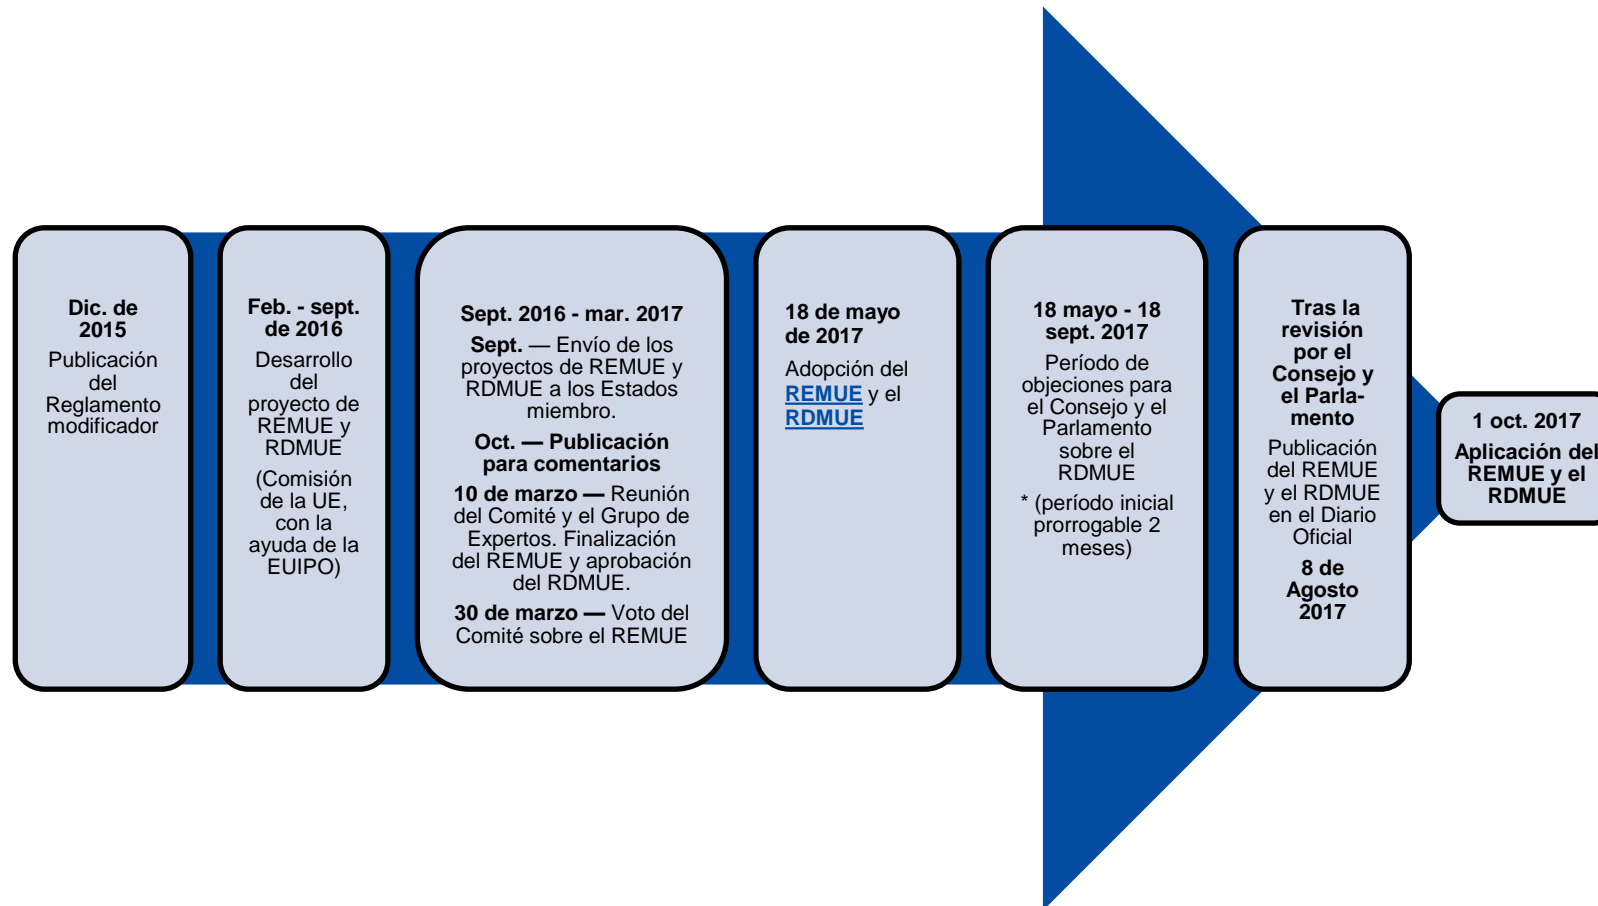 Dic. de
2015
Publicación
del
Reglamento
modificador
Feb. - sept.
de 2016
Desarrollo
del
proyecto de
REMUE y
RDMUE
(Comisión
de la UE,
con la
ayuda de la
EUIPO)
Sept. 2016 - mar. 2017
Sept. — Envío de los
proyectos de REMUE y
RDMUE a los Estados
miembro.
Oct. — Publicación
para comentarios
10 de marzo — Reunión
del Comité y el Grupo de
Expertos. Finalización
del REMUE y aprobación
del RDMUE.
30 de marzo — Voto del
Comité sobre el REMUE
18 de mayo
de 2017
Adopción del
REMUE y el
RDMUE
18 mayo - 18
sept. 2017
Período de
objeciones para
el Consejo y el
Parlamento
sobre el
RDMUE
* (período inicial
prorrogable 2
meses)
Tras la
revisión
por el
Consejo y
el Parla-
mento
Publicación
del REMUE
y el RDMUE
en el Diario
Oficial
8 de
Agosto
2017
1 oct. 2017
Aplicación del
REMUE y el
RDMUE